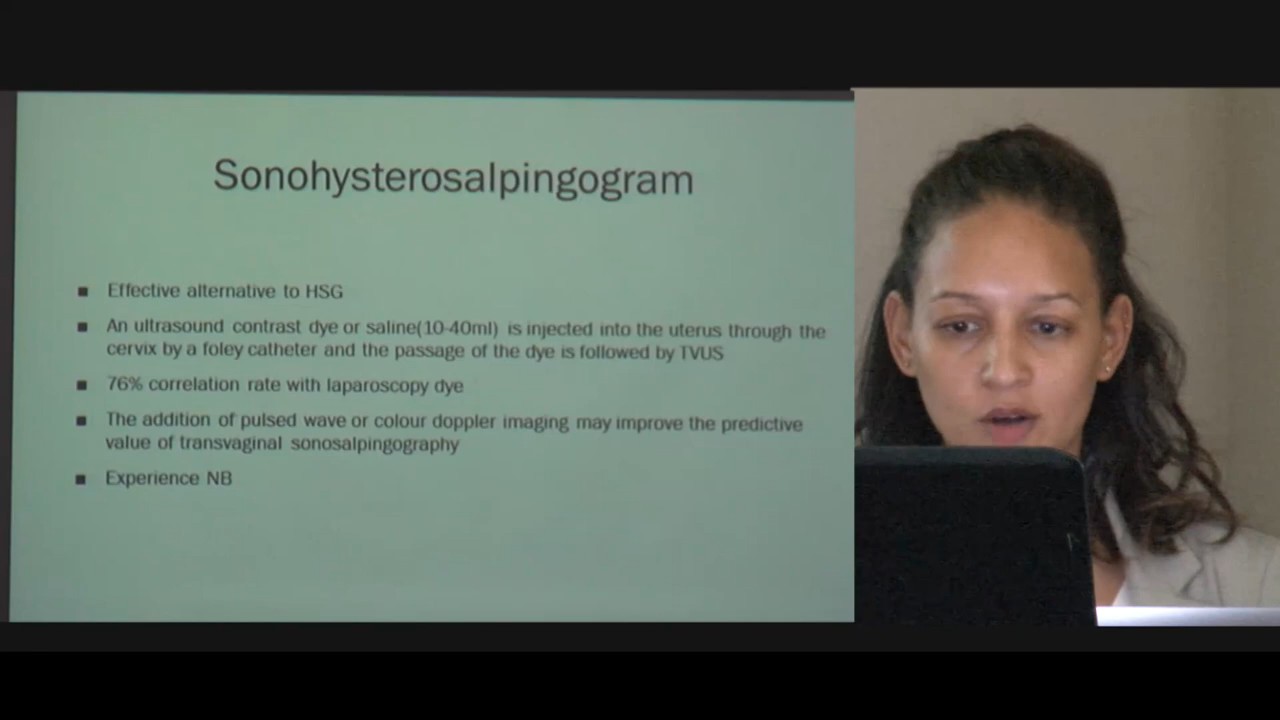 Sonohysterosalpingogram
■ Effective alternative to HSG
■ An ultrasound contrast dye or saline(10-40ml) is injected into the uterus through the
cervix by a foley catheter and the passage of the dye is followed by TVUS
■ 76% correlation rate with laparoscopy dye
■ The addition of pulsed wave or colour doppler imaging may improve the predictive
value of transvaginal sonosalpingography
■ Experience NB